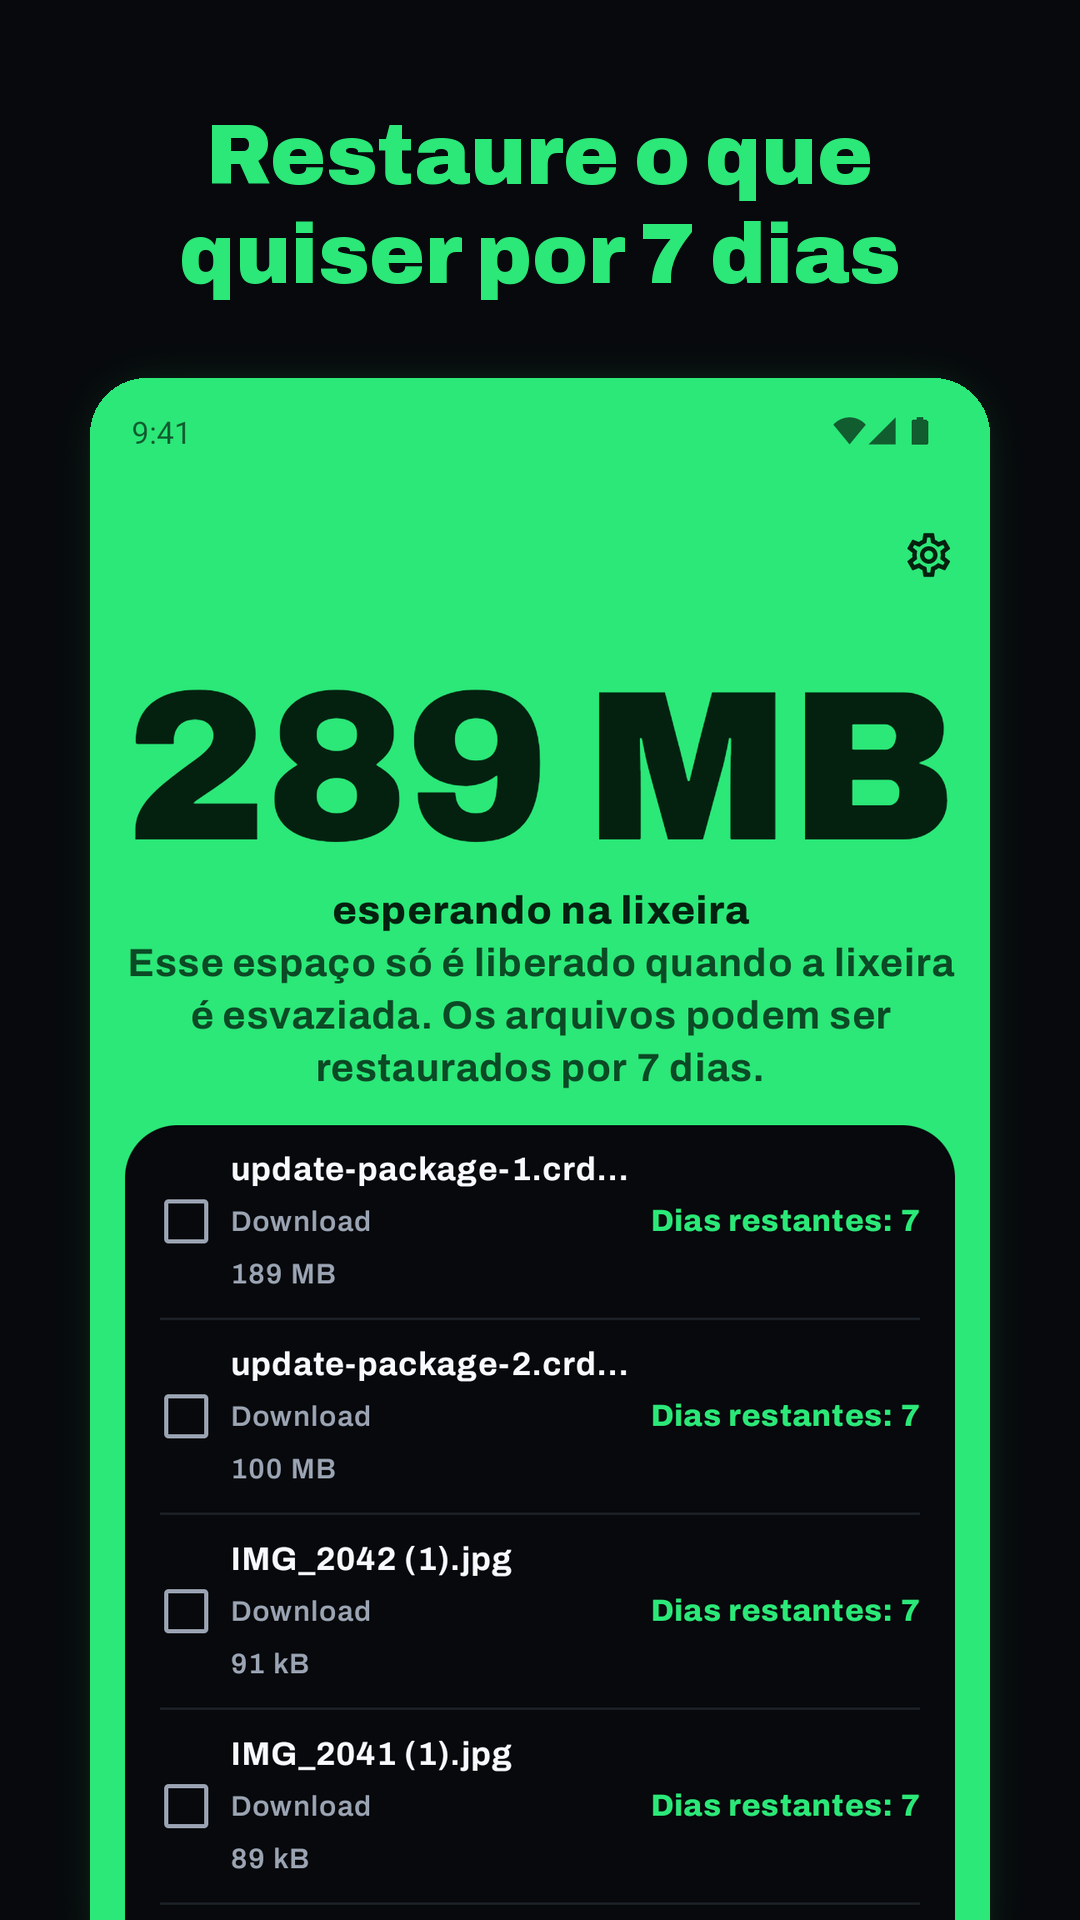 Restaure o que
quiser por 7 dias
9:41
289 MB
esperando na lixeira
Esse espaço só é liberado quando a lixeira
é esvaziada. Os arquivos podem ser
restaurados por 7 dias.
update-package-1.crd...
Download
Dias restantes: 7
189 MB
update-package-2.crd...
Download
Dias restantes: 7
100 MB
IMG_2042 (1).jpg
Download
Dias restantes: 7
91 kB
IMG_2041 (1).jpg
Download
Dias restantes: 7
89 kB